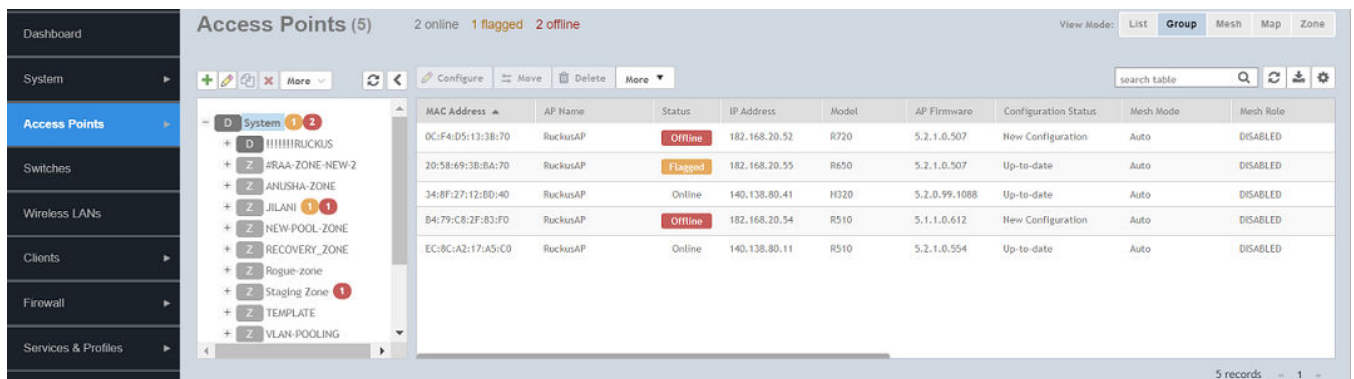 Dashboard
System
Access Points
Switches
Wireless LANs
Clients
Firewall
Services & Profiles
Access Points (5) 2 online 1 flagged 2 offline
View Mode: List Group Mesh Map Zone
More
Configure Move Delete More
search table
D System 1 2
D !!!!!!!RUCKUS
Z #RAA-ZONE-NEW-2
Z ANUSHA-ZONE
Z JILANI 1 1
Z NEW-POOL-ZONE
Z RECOVERY_ZONE
Z Rogue-zone
Z Staging Zone 1
Z TEMPLATE
Z VLAN-POOLING
MAC Address AP Name Status IP Address Model AP Firmware Configuration Status Mesh Mode Mesh Role
0C:F4:D5:13:3B:70 RuckusAP Offline 182.168.20.52 R720 5.2.1.0.507 New Configuration Auto DISABLED
20:58:69:3B:BA:70 RuckusAP Flagged 182.168.20.55 R650 5.2.1.0.507 Up-to-date Auto DISABLED
34:8F:27:12:BD:40 RuckusAP Online 140.138.80.41 H320 5.2.0.99.1088 Up-to-date Auto DISABLED
B4:79:C8:2F:83:F0 RuckusAP Offline 182.168.20.54 R510 5.1.1.0.612 New Configuration Auto DISABLED
EC:8C:A2:17:A5:C0 RuckusAP Online 140.138.80.11 R510 5.2.1.0.554 Up-to-date Auto DISABLED
5 records « 1 »